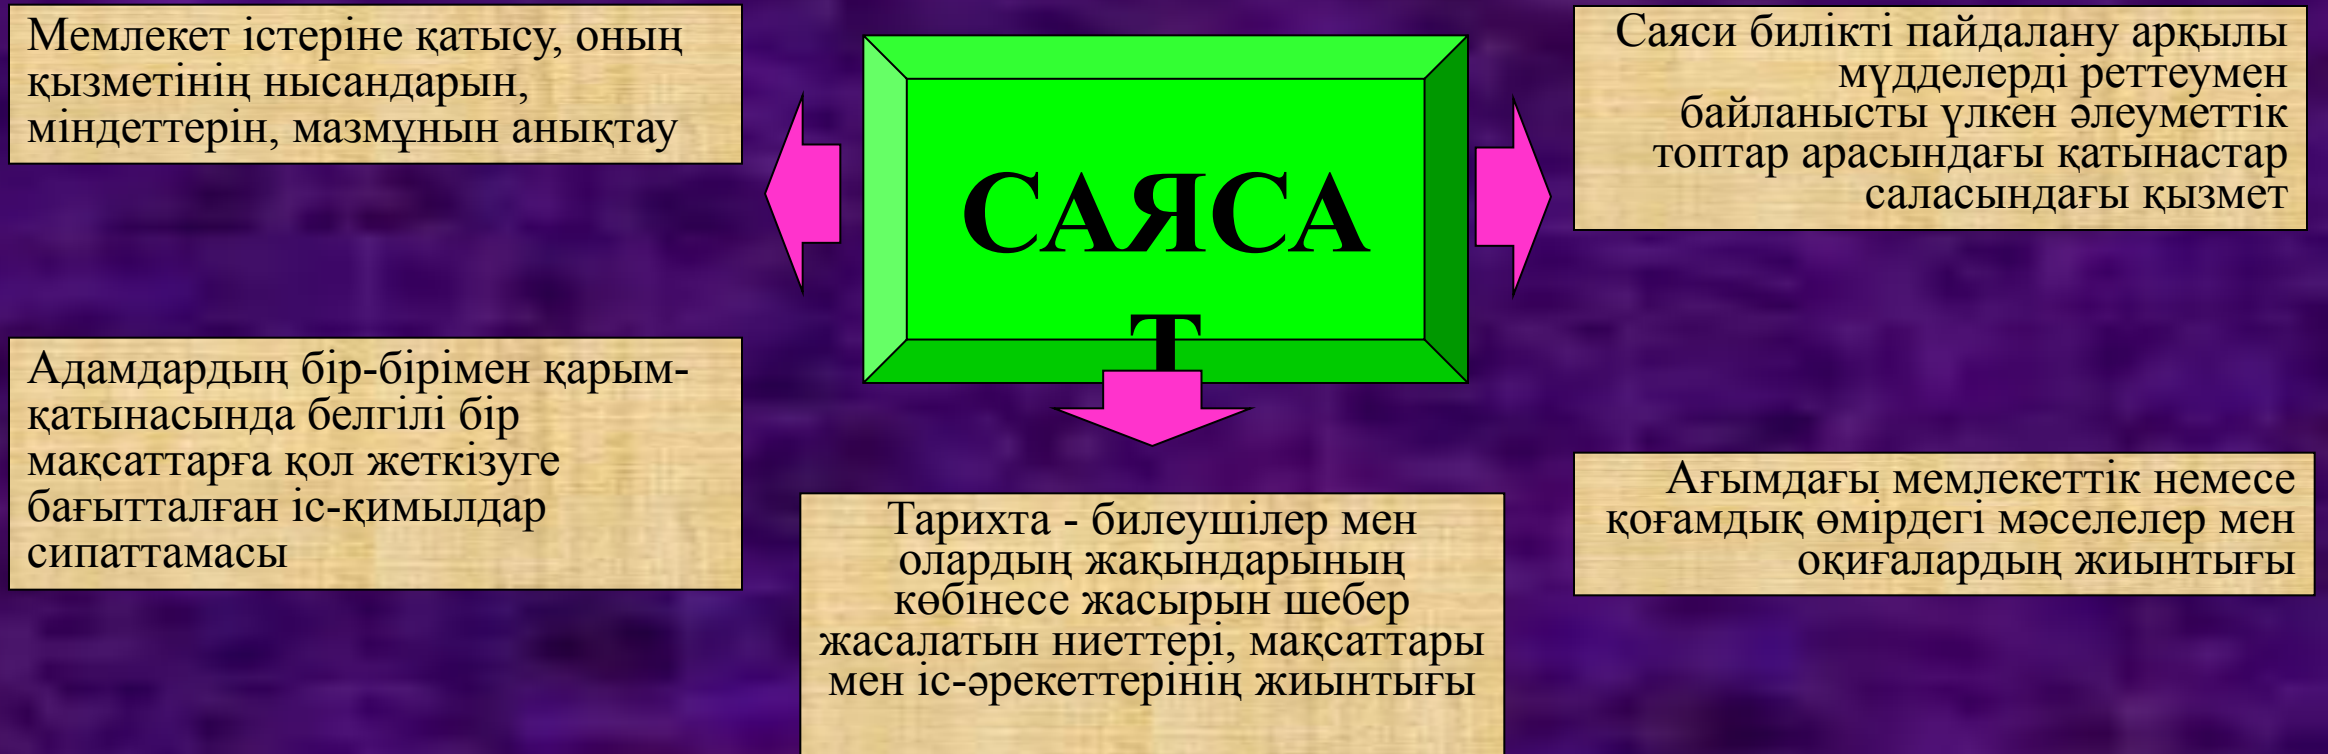 Мемлекет істеріне қатысу, оның
қызметінің нысандарын,
міндеттерін, мазмұнын анықтау
САЯСА
Т
Саяси билікті пайдалану арқылы
мүдделерді реттеумен
байланысты үлкен әлеуметтік
топтар арасындағы қатынастар
саласындағы қызмет
Адамдардың бір-бірімен қарым-
қатынасында белгілі бір
мақсаттарға қол жеткізуге
бағытталған іс-қимылдар
сипаттамасы
Тарихта - билеушілер мен
олардың жақындарының
көбінесе жасырын шебер
жасалатын ниеттері, мақсаттары
мен іс-әрекеттерінің жиынтығы
Ағымдағы мемлекеттік немесе
қоғамдық өмірдегі мәселелер мен
оқиғалардың жиынтығы